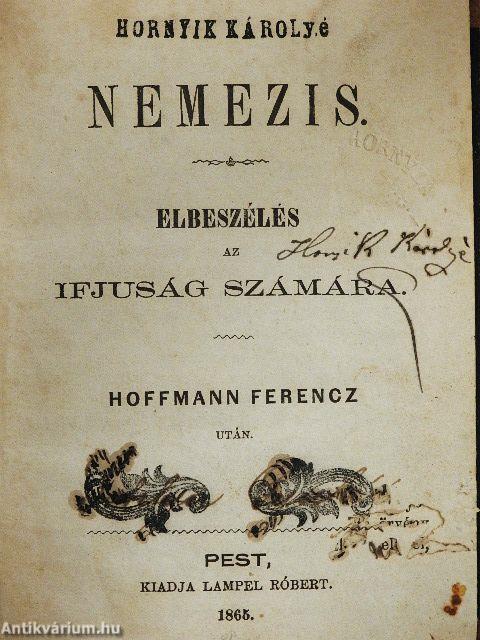 HORNYIK KÁROLY.é
NEMEZIS.
HORNYIK
ELBESZÉLÉS
AZ
Károlyé
IFJUSÁG SZÁMÁRA.
HOFFMANN FERENCZ
UTÁN.
PEST,
KIADJA LAMPEL RÓBERT.
1865.
Antikvárium.hu